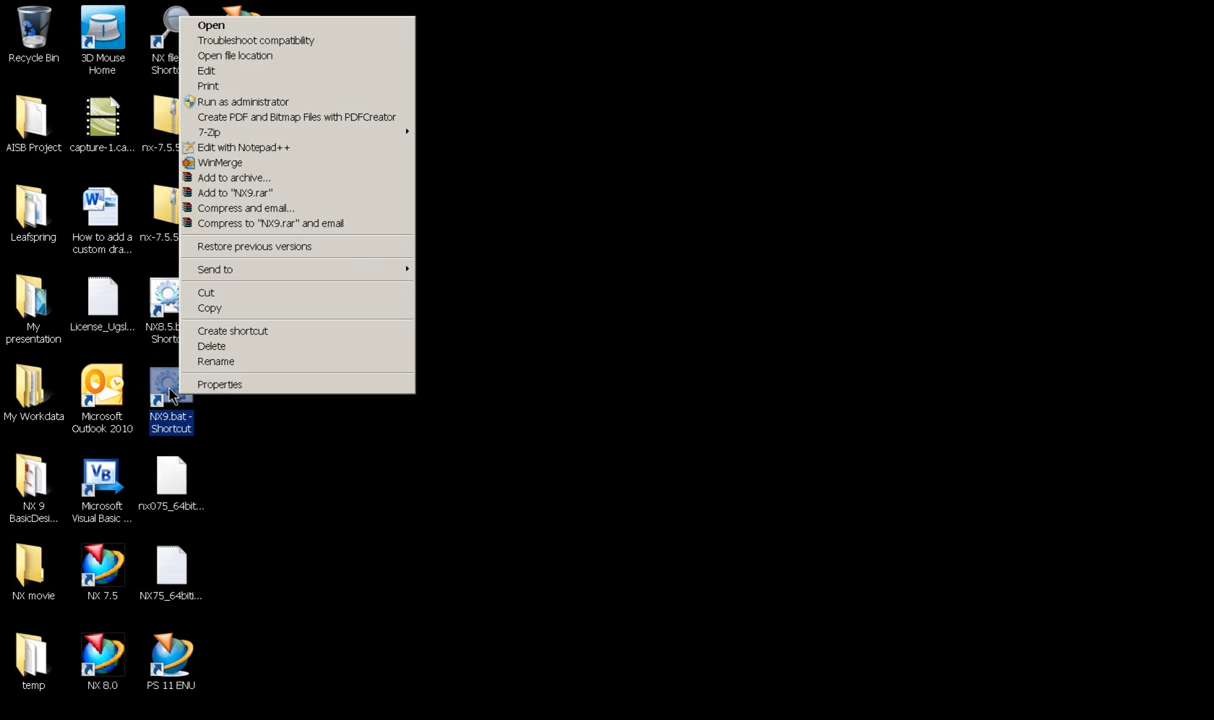 Recycle Bin
3D Mouse
Home
NX file
Shortc
AISB Project
capture-1.ca...
nx-7.5.5
Leafspring
How to add a
custom dra...
nx-7.5.5
My
presentation
License_Ugsl...
NX8.5.b
Shortc
My Workdata
Microsoft
Outlook 2010
NX9.bat -
Shortcut
NX 9
BasicDesi...
Microsoft
Visual Basic ...
nx075_64bit...
NX movie
NX 7.5
NX75_64biti...
temp
NX 8.0
PS 11 ENU
Open
Troubleshoot compatibility
Open file location
Edit
Print
Run as administrator
Create PDF and Bitmap Files with PDFCreator
7-Zip
Edit with Notepad++
WinMerge
Add to archive...
Add to "NX9.rar"
Compress and email...
Compress to "NX9.rar" and email
Restore previous versions
Send to
Cut
Copy
Create shortcut
Delete
Rename
Properties